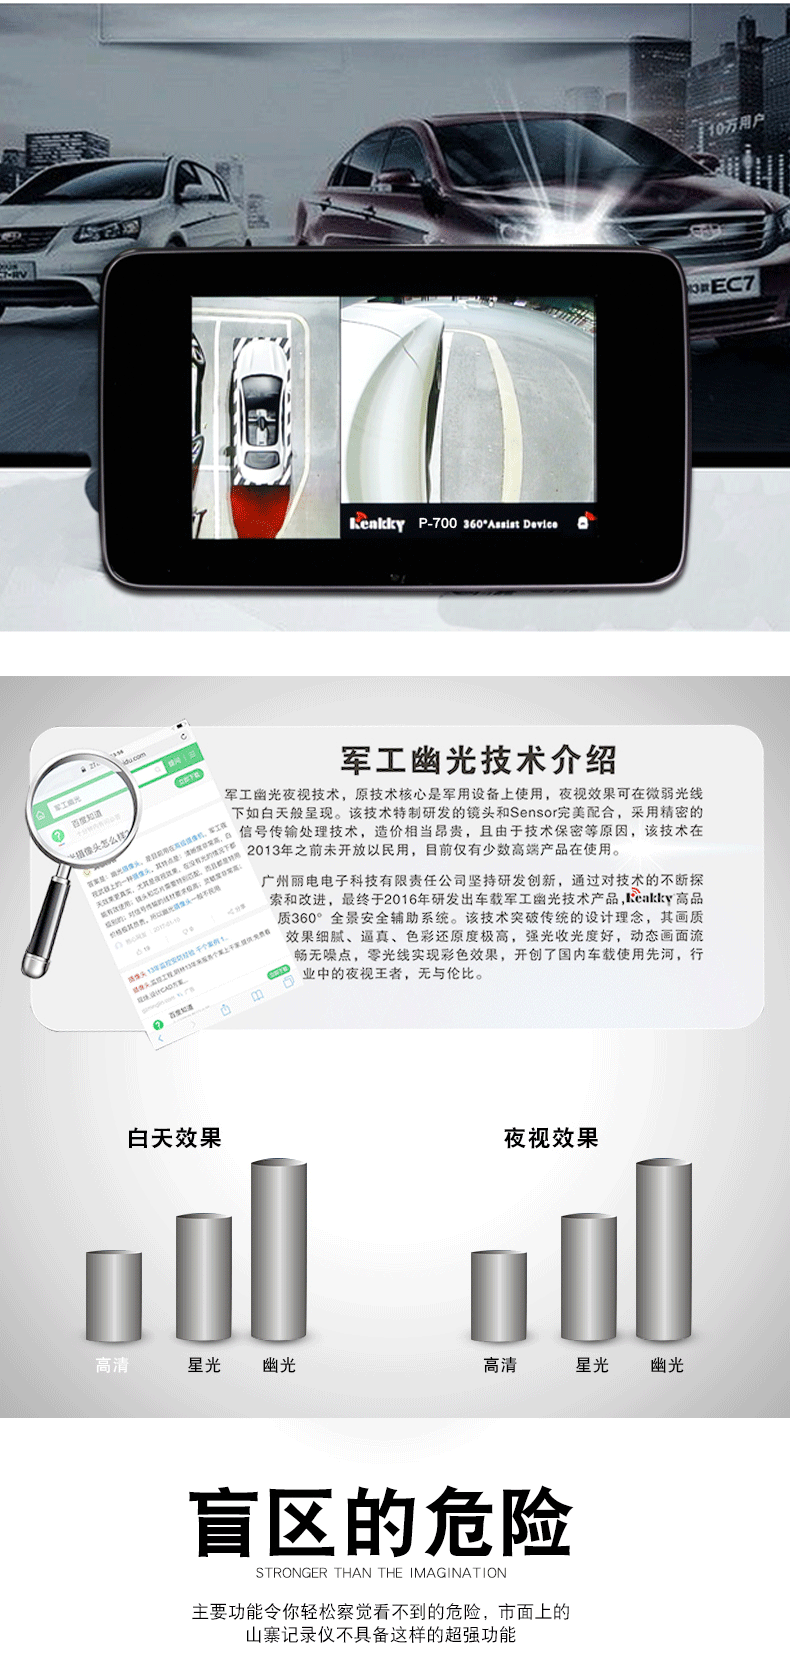 10万用户
EC7
Keakky P-700 360°Assist Device
军工幽光技术介绍
军工幽光夜视技术，原技术核心是军用设备上使用，夜视效果可在微弱光线
下如白天般呈现。该技术特制研发的镜头和Sensor完美配合，采用精密的
信号传输处理技术，造价相当昂贵，且由于技术保密等原因，该技术在
2013年之前未开放以民用，目前仅有少数高端产品在使用。
广州丽电电子科技有限责任公司坚持研发创新，通过对技术的不断探
索和改进，最终于2016年研发出车载军工幽光技术产品，Keakky高品
质360°全景安全辅助系统。该技术突破传统的设计理念，其画质
效果细腻、逼真、色彩还原度极高，强光收光度好，动态画面流
畅无噪点，零光线实现彩色效果，开创了国内车载使用先河，行
业中的夜视王者，无与伦比。
军工幽光
百度知道
提问
立即下载
百度知道
立即下载
白天效果
夜视效果
高清 星光 幽光
高清 星光 幽光
盲区的危险
STRONGER THAN THE IMAGINATION
主要功能令你轻松察觉看不到的危险，市面上的
山寨记录仪不具备这样的超强功能